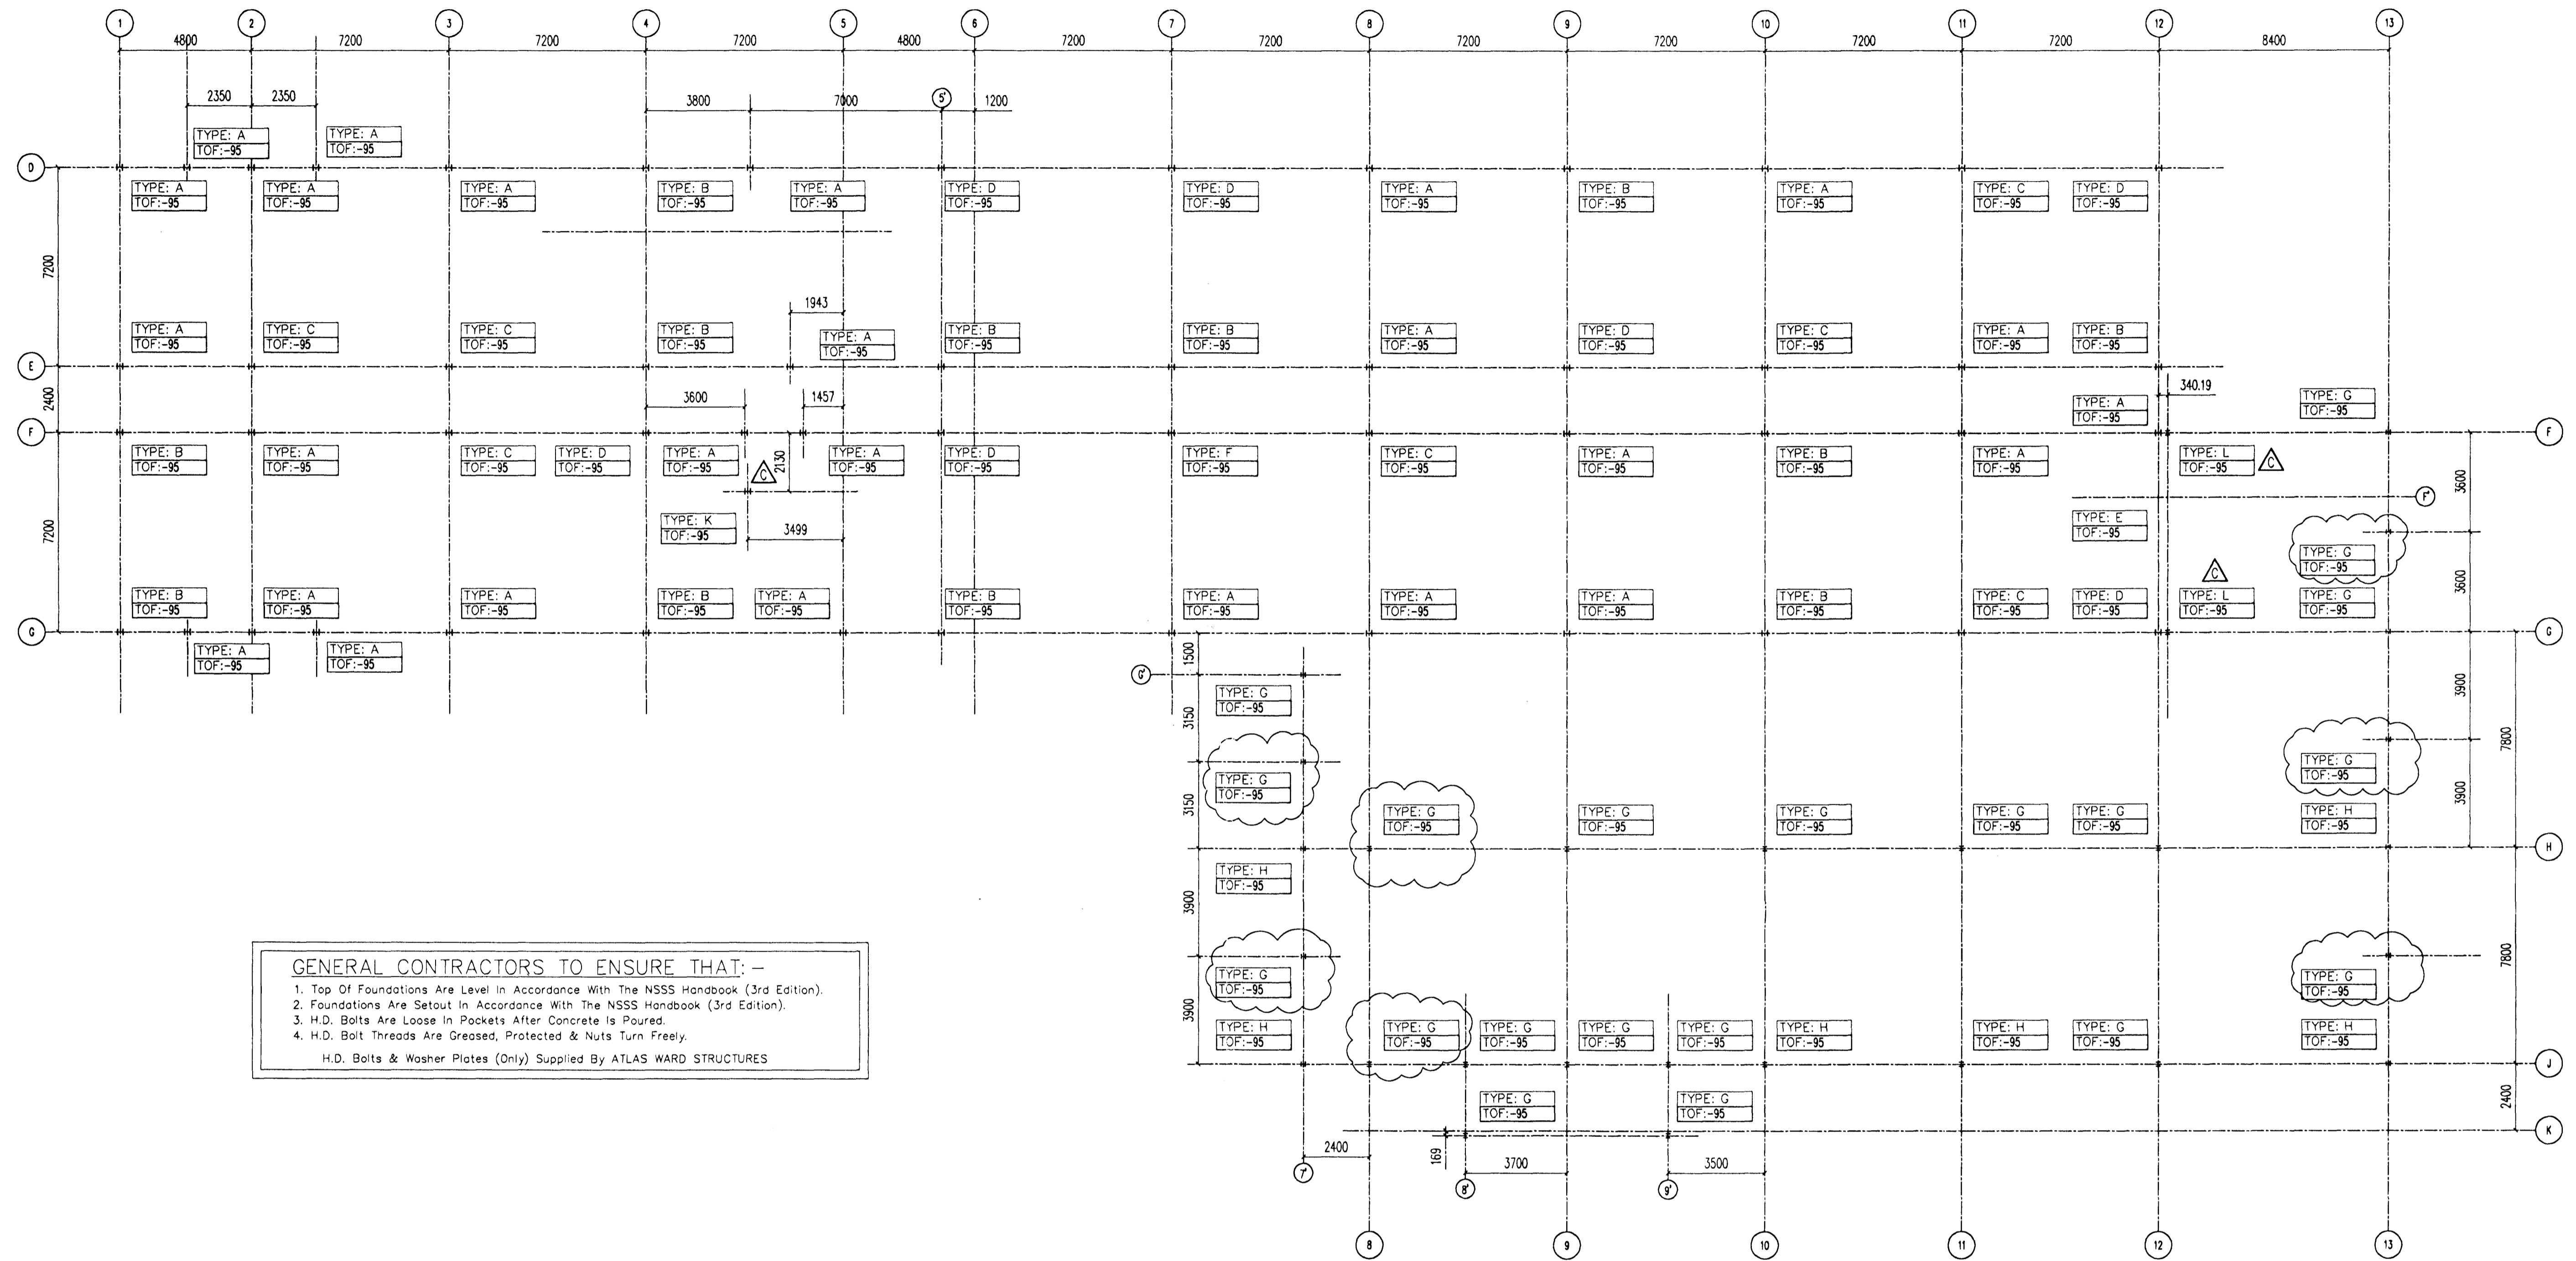 1 2 3 4 5 6 7 8 9 10 11 12 13
4800 7200 7200 7200 4800 7200 7200 7200 7200 7200 7200 8400
2350 2350 3800 7000 5' 1200
TYPE: A TYPE: A
TOF:-95 TOF:-95
D
TYPE: A TYPE: A TYPE: A TYPE: B TYPE: A TYPE: D TYPE: D TYPE: A TYPE: B TYPE: A TYPE: C TYPE: D
TOF:-95 TOF:-95 TOF:-95 TOF:-95 TOF:-95 TOF:-95 TOF:-95 TOF:-95 TOF:-95 TOF:-95 TOF:-95 TOF:-95
7200
1943
TYPE: A TYPE: C TYPE: C TYPE: B TYPE: A TYPE: B TYPE: B TYPE: A TYPE: D TYPE: C TYPE: A TYPE: B
TOF:-95 TOF:-95 TOF:-95 TOF:-95 TOF:-95 TOF:-95 TOF:-95 TOF:-95 TOF:-95 TOF:-95 TOF:-95 TOF:-95
E
2400
3600 1457 340.19
TYPE: A TYPE: G
TOF:-95 TOF:-95
F F
TYPE: B TYPE: A TYPE: C TYPE: D TYPE: A TYPE: A TYPE: D TYPE: F TYPE: C TYPE: A TYPE: B TYPE: A TYPE: L
TOF:-95 TOF:-95 TOF:-95 TOF:-95 TOF:-95 TOF:-95 TOF:-95 TOF:-95 TOF:-95 TOF:-95 TOF:-95 TOF:-95 TOF:-95
C 2130 C 3600
F'
7200
TYPE: K TYPE: E
TOF:-95 TOF:-95
3499
TYPE: G
TOF:-95
C 3600
TYPE: B TYPE: A TYPE: A TYPE: B TYPE: A TYPE: B TYPE: A TYPE: A TYPE: A TYPE: B TYPE: C TYPE: D TYPE: L TYPE: G
TOF:-95 TOF:-95 TOF:-95 TOF:-95 TOF:-95 TOF:-95 TOF:-95 TOF:-95 TOF:-95 TOF:-95 TOF:-95 TOF:-95 TOF:-95 TOF:-95
G G
TYPE: A TYPE: A
TOF:-95 TOF:-95
1500
G'
3900
TYPE: G
TOF:-95
3150
7800
TYPE: G
TOF:-95
TYPE: G
TOF:-95
3150
3900
TYPE: G TYPE: G TYPE: G TYPE: G TYPE: G TYPE: H
TOF:-95 TOF:-95 TOF:-95 TOF:-95 TOF:-95 TOF:-95
H
TYPE: H
TOF:-95
3900
7800
TYPE: G TYPE: G
TOF:-95 TOF:-95
3900
TYPE: H TYPE: G TYPE: G TYPE: G TYPE: G TYPE: H TYPE: H TYPE: G TYPE: H
TOF:-95 TOF:-95 TOF:-95 TOF:-95 TOF:-95 TOF:-95 TOF:-95 TOF:-95 TOF:-95
J
TYPE: G TYPE: G
TOF:-95 TOF:-95
2400
K
2400 169 3700 3500
7' 8' 9'
8 9 10 11 12 13
GENERAL CONTRACTORS TO ENSURE THAT:-
1. Top Of Foundations Are Level In Accordance With The NSSS Handbook (3rd Edition).
2. Foundations Are Setout In Accordance With The NSSS Handbook (3rd Edition).
3. H.D. Bolts Are Loose In Pockets After Concrete Is Poured.
4. H.D. Bolt Threads Are Greased, Protected & Nuts Turn Freely.
H.D. Bolts & Washer Plates (Only) Supplied By ATLAS WARD STRUCTURES